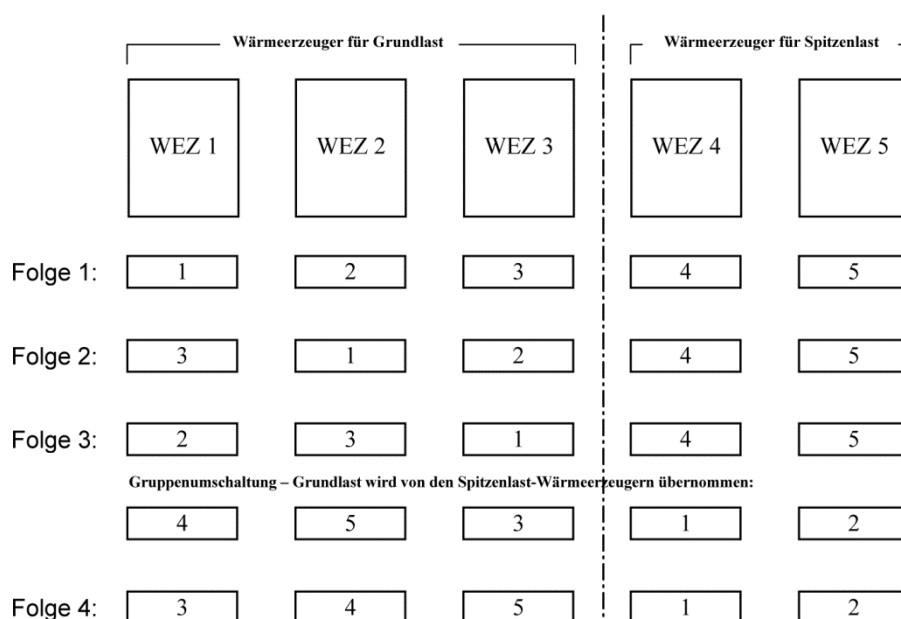 Wärmeerzeuger für Grundlast Wärmeerzeuger für Spitzenlast
WEZ 1 WEZ 2 WEZ 3 WEZ 4 WEZ 5
Folge 1: 1 2 3 4 5
Folge 2: 3 1 2 4 5
Folge 3: 2 3 1 4 5
Gruppenumschaltung – Grundlast wird von den Spitzenlast-Wärmeerzeugern übernommen:
4 5 3 1 2
Folge 4: 3 4 5 1 2